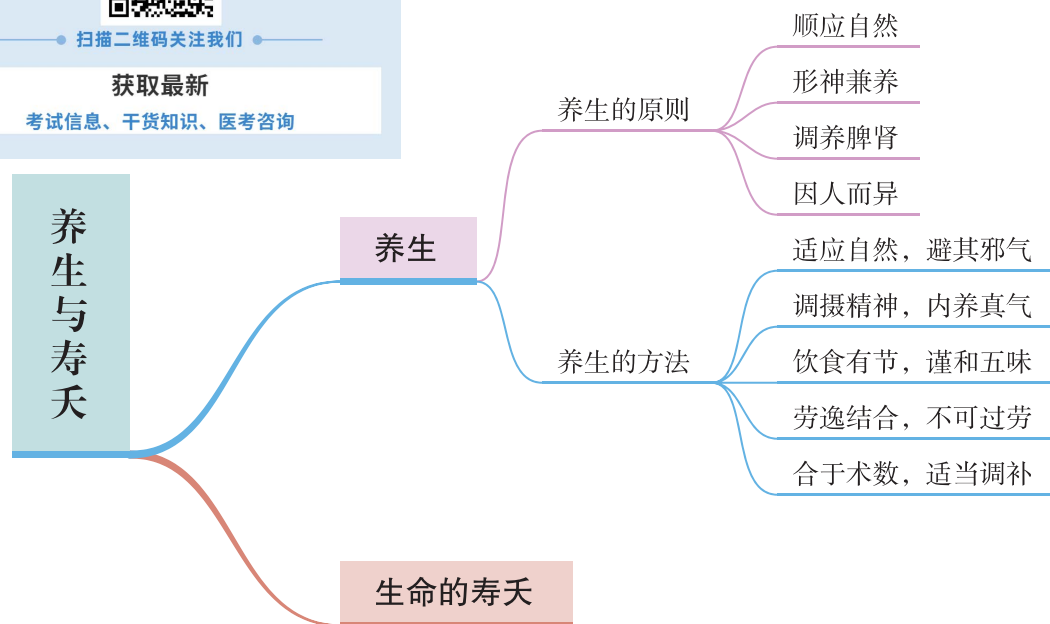 扫描二维码关注我们
获取最新
考试信息、干货知识、医考咨询
养生与寿夭
养生
养生的原则
顺应自然
形神兼养
调养脾肾
因人而异
养生的方法
适应自然，避其邪气
调摄精神，内养真气
饮食有节，谨和五味
劳逸结合，不可过劳
合于术数，适当调补
生命的寿夭